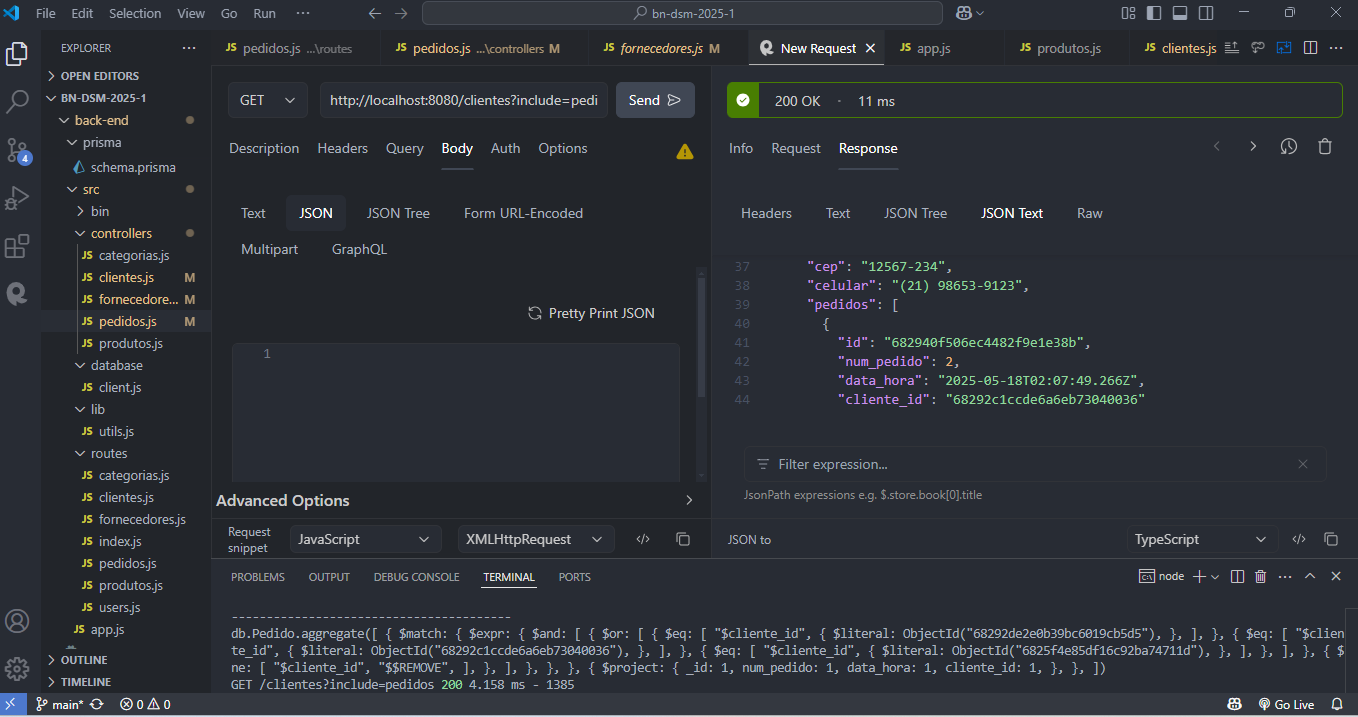 File Edit Selection View Go Run ··· bn-dsm-2025-1
EXPLORER ···
OPEN EDITORS
BN-DSM-2025-1
back-end
prisma
schema.prisma
src
bin
controllers
JS categorias.js
JS clientes.js M
JS fornecedore... M
JS pedidos.js M
JS produtos.js
database
JS client.js
lib
JS utils.js
routes
JS categorias.js
JS clientes.js
JS fornecedores.js
JS index.js
JS pedidos.js
JS produtos.js
JS users.js
JS app.js
OUTLINE
TIMELINE
4
JS pedidos.js ...\routes JS pedidos.js ...\controllers M JS fornecedores.js M New Request JS app.js JS produtos.js JS clientes.js ···
GET http://localhost:8080/clientes?include=pedi Send
Description Headers Query Body Auth Options
Text JSON JSON Tree Form URL-Encoded
Multipart GraphQL
Pretty Print JSON
1
Advanced Options
Request snippet JavaScript XMLHttpRequest
200 OK · 11 ms
Info Request Response
Headers Text JSON Tree JSON Text Raw
37 "cep": "12567-234",
38 "celular": "(21) 98653-9123",
39 "pedidos": [
40 {
41 "id": "682940f506ec4482f9e1e38b",
42 "num_pedido": 2,
43 "data_hora": "2025-05-18T02:07:49.266Z",
44 "cliente_id": "68292c1ccde6a6eb73040036"
Filter expression...
JsonPath expressions e.g. $.store.book[0].title
JSON to TypeScript
PROBLEMS OUTPUT DEBUG CONSOLE TERMINAL PORTS node ···
----------------------------------------
db.Pedido.aggregate([ { $match: { $expr: { $and: [ { $or: [ { $eq: [ "$cliente_id", { $literal: ObjectId("68292de2e0b39bc6019cb5d5"), }, ], }, { $eq: [ "$clien
te_id", { $literal: ObjectId("68292c1ccde6a6eb73040036"), }, ], }, { $eq: [ "$cliente_id", { $literal: ObjectId("6825f4e85df16c92ba74711d"), }, ], }, ], }, { $
ne: [ "$cliente_id", "$$REMOVE", ], }, ], }, }, }, { $project: { _id: 1, num_pedido: 1, data_hora: 1, cliente_id: 1, }, }, ])
GET /clientes?include=pedidos 200 4.158 ms - 1385
main* 0 0 Go Live